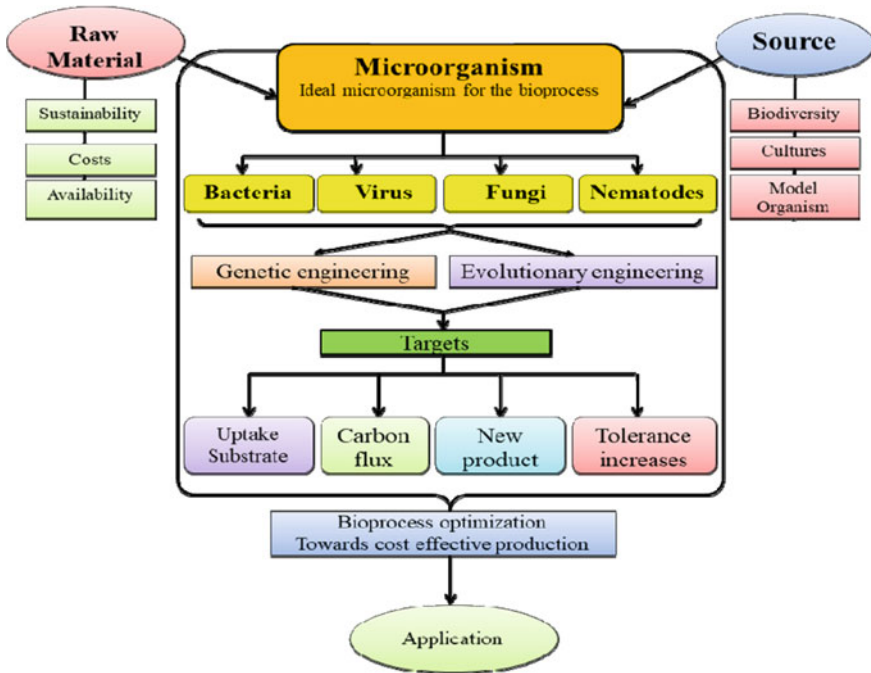 Raw
Material
Sustainability
Costs
Availability
Microorganism
Ideal microorganism for the bioprocess
Source
Biodiversity
Cultures
Model
Organism
Bacteria
Virus
Fungi
Nematodes
Genetic engineering
Evolutionary engineering
Targets
Uptake
Substrate
Carbon
flux
New
product
Tolerance
increases
Bioprocess optimization
Towards cost effective production
Application